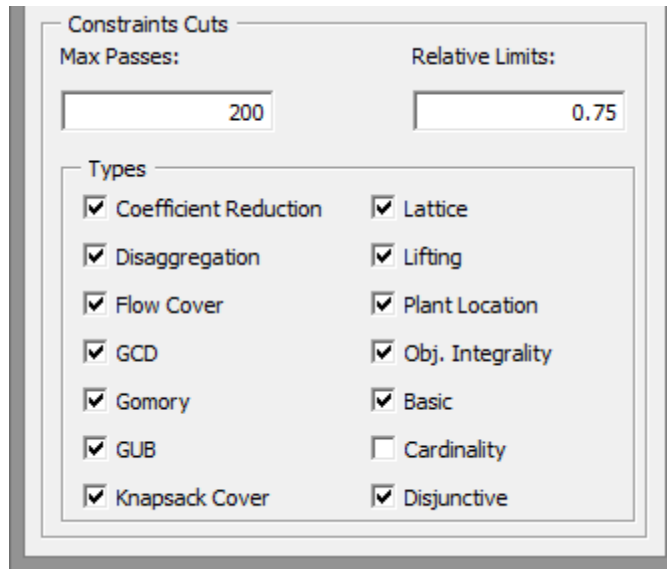 Constraints Cuts
Max Passes: Relative Limits:
200 0.75
Types
Coefficient Reduction Lattice
Disaggregation Lifting
Flow Cover Plant Location
GCD Obj. Integrality
Gomory Basic
GUB Cardinality
Knapsack Cover Disjunctive